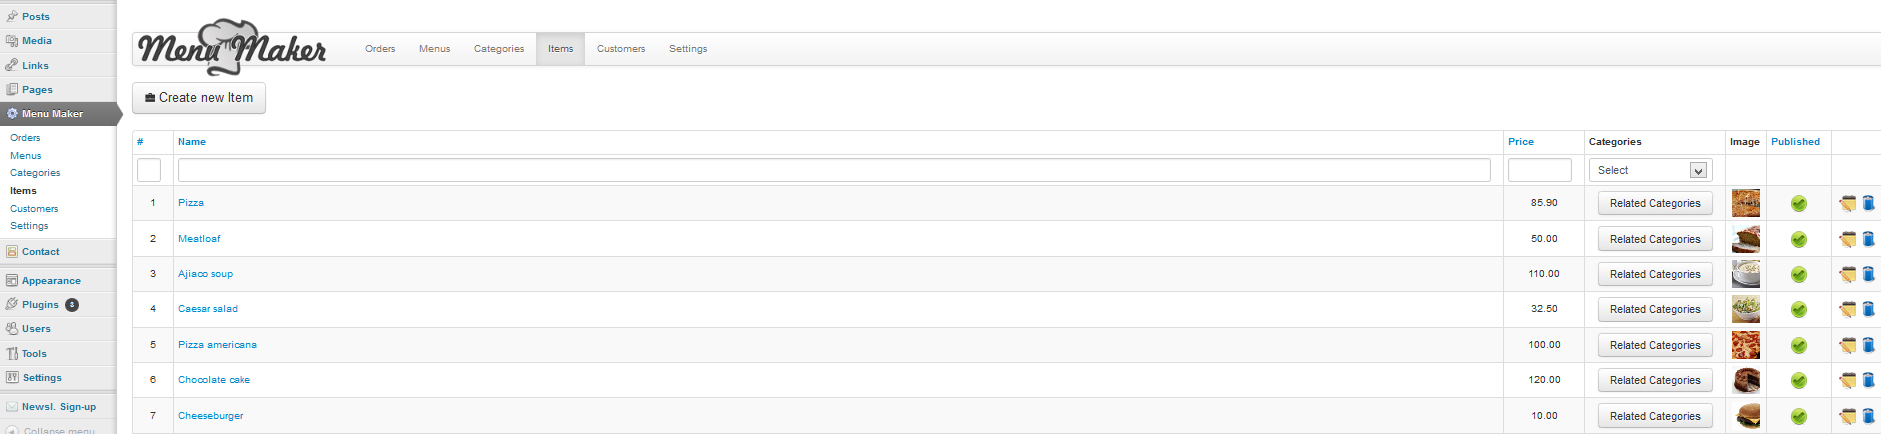 Posts
Media
Links
Pages
Menu Maker
Orders
Menus
Categories
Items
Customers
Settings
Contact
Appearance
Plugins 3
Users
Tools
Settings
Newsl. Sign-up
Collapse menu
Menu Maker
Orders Menus Categories Items Customers Settings
Create new Item
# Name Price Categories Image Published
Select
1 Pizza 85.90 Related Categories
2 Meatloaf 50.00 Related Categories
3 Ajiaco soup 110.00 Related Categories
4 Caesar salad 32.50 Related Categories
5 Pizza americana 100.00 Related Categories
6 Chocolate cake 120.00 Related Categories
7 Cheeseburger 10.00 Related Categories